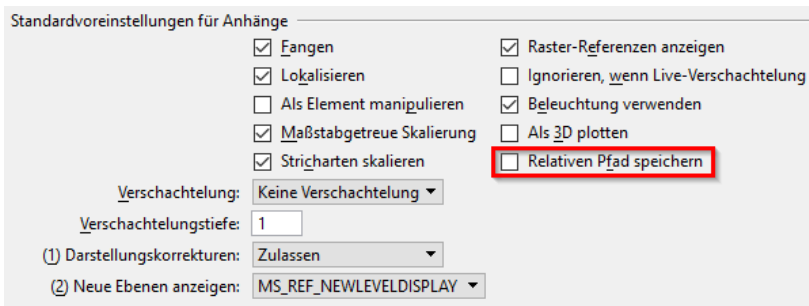 Standardvoreinstellungen für Anhänge
Fangen
Raster-Referenzen anzeigen
Lokalisieren
Ignorieren, wenn Live-Verschachtelung
Als Element manipulieren
Beleuchtung verwenden
Maßstabgetreue Skalierung
Als 3D plotten
Stricharten skalieren
Relativen Pfad speichern
Verschachtelung: Keine Verschachtelung
Verschachtelungstiefe: 1
(1) Darstellungskorrekturen: Zulassen
(2) Neue Ebenen anzeigen: MS_REF_NEWLEVELDISPLAY